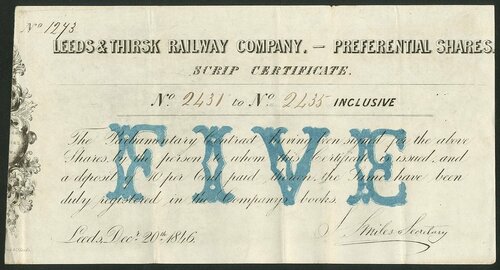 No 1273
LEEDS & THIRSK RAILWAY COMPANY. — PREFERENTIAL SHARES.
SCRIP CERTIFICATE.
No. 2431 to No. 2435 INCLUSIVE
FIVE
The Parliamentary Contract having been signed for the above
Shares, by the person to whom this Certificate is issued, and
a deposit of 10 per Cent paid thereon, the same have been
duly registered in the Company's books.
Leeds, Decr. 20th. 1846. S. Smiles Secretary